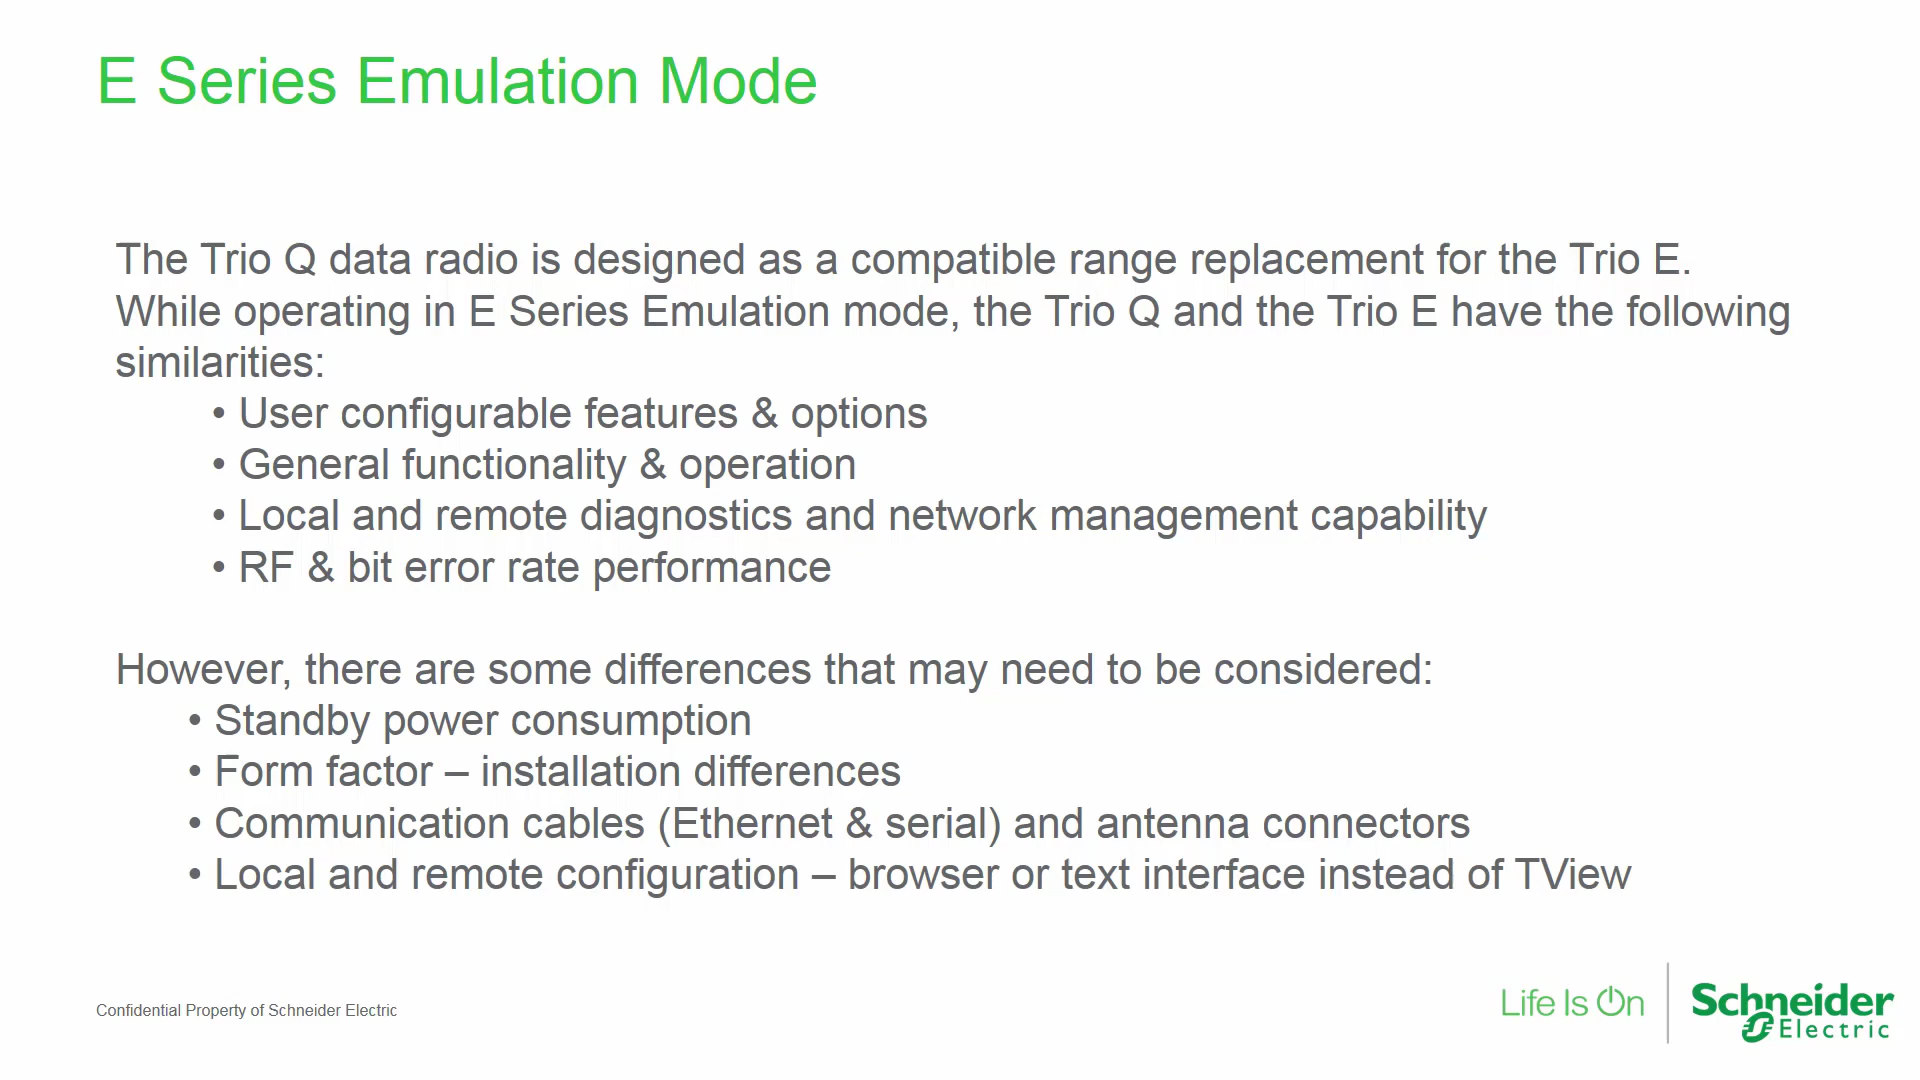 E Series Emulation Mode
The Trio Q data radio is designed as a compatible range replacement for the Trio E.
While operating in E Series Emulation mode, the Trio Q and the Trio E have the following
similarities:
• User configurable features & options
• General functionality & operation
• Local and remote diagnostics and network management capability
• RF & bit error rate performance
However, there are some differences that may need to be considered:
• Standby power consumption
• Form factor – installation differences
• Communication cables (Ethernet & serial) and antenna connectors
• Local and remote configuration – browser or text interface instead of TView
Confidential Property of Schneider Electric
Life Is On
Schneider
Electric